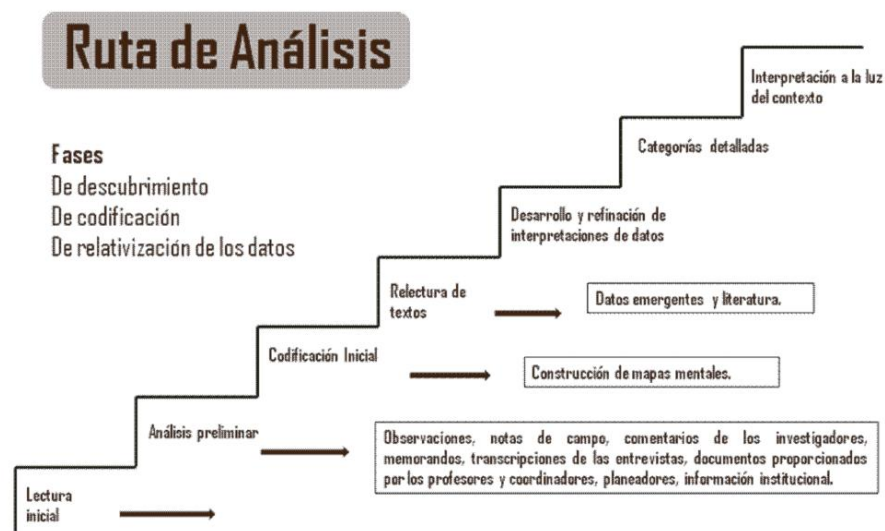 Ruta de Análisis
Fases
De descubrimiento
De codificación
De relativización de los datos
Interpretación a la luz
del contexto
Categorías detalladas
Desarrollo y refinación de
interpretaciones de datos
Relectura de
textos
Datos emergentes y literatura.
Codificación Inicial
Construcción de mapas mentales.
Análisis preliminar
Observaciones, notas de campo, comentarios de los investigadores,
memorandos, transcripciones de las entrevistas, documentos proporcionados
por los profesores y coordinadores, planeadores, información institucional.
Lectura
inicial